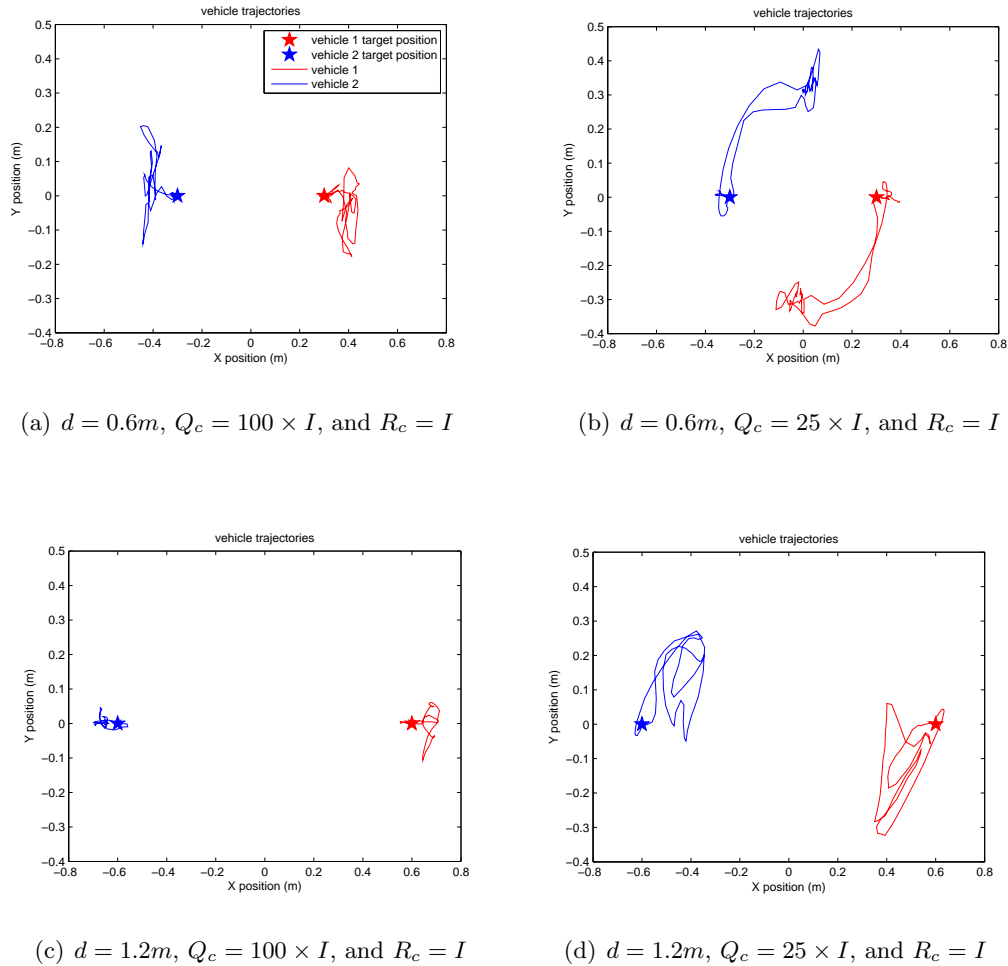 vehicle trajectories
vehicle trajectories
0.5
0.4
0.3
0.2
0.1
0
−0.1
−0.2
−0.3
−0.4
Y position (m)
vehicle 1 target position
vehicle 2 target position
vehicle 1
vehicle 2
−0.8 −0.6 −0.4 −0.2 0 0.2 0.4 0.6 0.8
X position (m)
0.5
0.4
0.3
0.2
0.1
0
−0.1
−0.2
−0.3
−0.4
Y position (m)
−0.8 −0.6 −0.4 −0.2 0 0.2 0.4 0.6 0.8
X position (m)
(a) d = 0.6m, Q_c = 100 × I, and R_c = I
(b) d = 0.6m, Q_c = 25 × I, and R_c = I
vehicle trajectories
vehicle trajectories
0.5
0.4
0.3
0.2
0.1
0
−0.1
−0.2
−0.3
−0.4
Y position (m)
−0.8 −0.6 −0.4 −0.2 0 0.2 0.4 0.6 0.8
X position (m)
0.5
0.4
0.3
0.2
0.1
0
−0.1
−0.2
−0.3
−0.4
Y position (m)
−0.8 −0.6 −0.4 −0.2 0 0.2 0.4 0.6 0.8
X position (m)
(c) d = 1.2m, Q_c = 100 × I, and R_c = I
(d) d = 1.2m, Q_c = 25 × I, and R_c = I